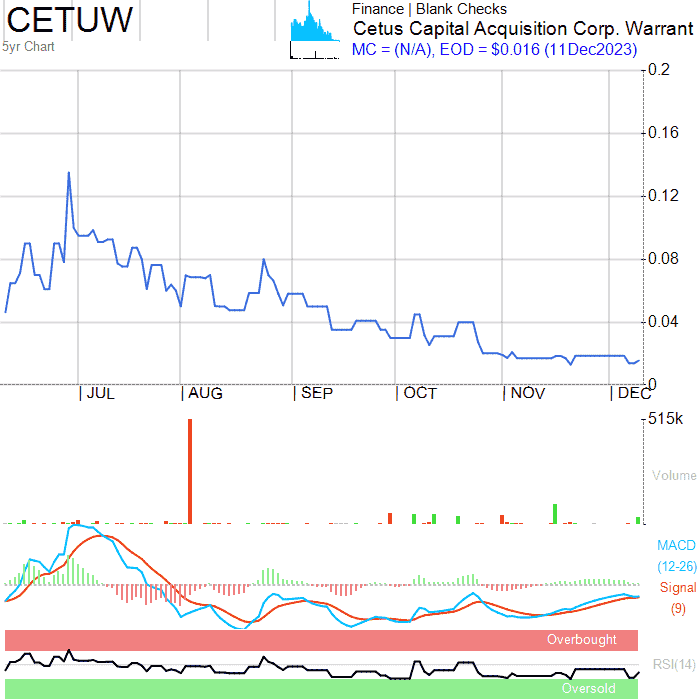 CETUW
5yr Chart
Finance | Blank Checks
Cetus Capital Acquisition Corp. Warrant
MC = (N/A), EOD = $0.016 (11Dec2023)
0.2
0.16
0.12
0.08
0.04
0
JUL AUG SEP OCT NOV DEC
515k
Volume
MACD
(12-26)
Signal
(9)
Overbought
RSI(14)
Oversold